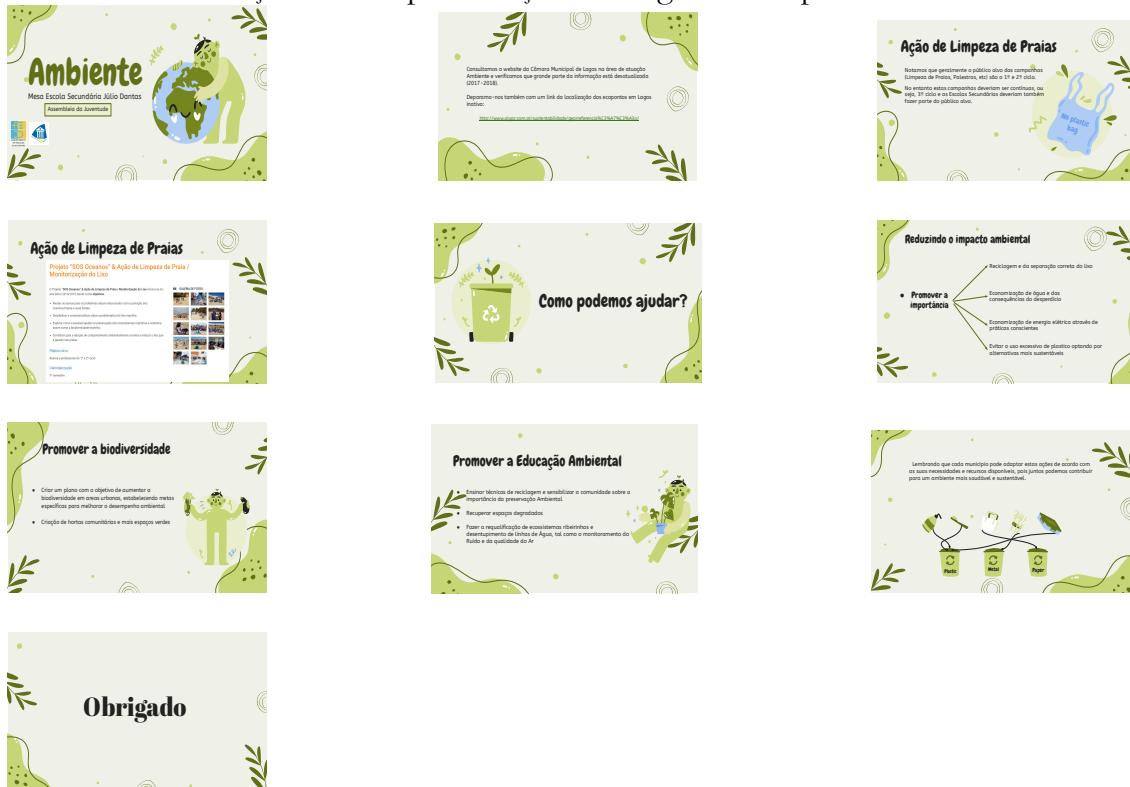 Ambiente
Mesa Escola Secundária Júlio Dantas
Assembleia da Juventude
Consultamos o website da Câmara Municipal de Lagos na área de atuação
Ambiente e verificamos que grande parte da informação está desatualizada
(2017-2018).
Deparamo-nos também com um link da localização dos ecopontos em Lagos
inativo:
Ação de Limpeza de Praias
Notamos que geralmente o público alvo das campanhas
(Limpeza de Praias, Palestras, etc) são o 1º e 2º ciclo.
No entanto estas campanhas deveriam ser contínuas, ou
seja, 3º ciclo e as Escolas Secundárias deveriam também
fazer parte do público alvo.
No plastic
bag
Ação de Limpeza de Praias
Projeto "SOS Oceanos" & Ação de Limpeza de Praia /
Monitorização do Lixo
Como podemos ajudar?
Reduzindo o impacto ambiental
Promover a
importância
Reciclagem e da separação correta do lixo
Economização de água e das
consequências do desperdício
Economização de energia elétrica através de
práticas conscientes
Evitar o uso excessivo de plastico optando por
alternativas mais sustentáveis
Promover a biodiversidade
Criar um plano com o objetivo de aumentar a
biodiversidade em areas urbanas, estabelecendo metas
específicas para melhorar o desempenho ambiental
Criação de hortas comunitárias e mais espaços verdes
Promover a Educação Ambiental
Ensinar técnicas de reciclagem e sensibilizar a comunidade sobre a
importância da preservação Ambiental.
Recuperar espaços degradados
Fazer a requalificação de ecossistemas ribeirinhos e
desentupimento de linhas de Água, tal como o monitoramento do
Ruído e da qualidade do Ar
Lembrando que cada município pode adaptar estas ações de acordo com
as suas necessidades e recursos disponíveis, pois juntos podemos contribuir
para um ambiente mais saudável e sustentável.
Plastic
Metal
Paper
Obrigado